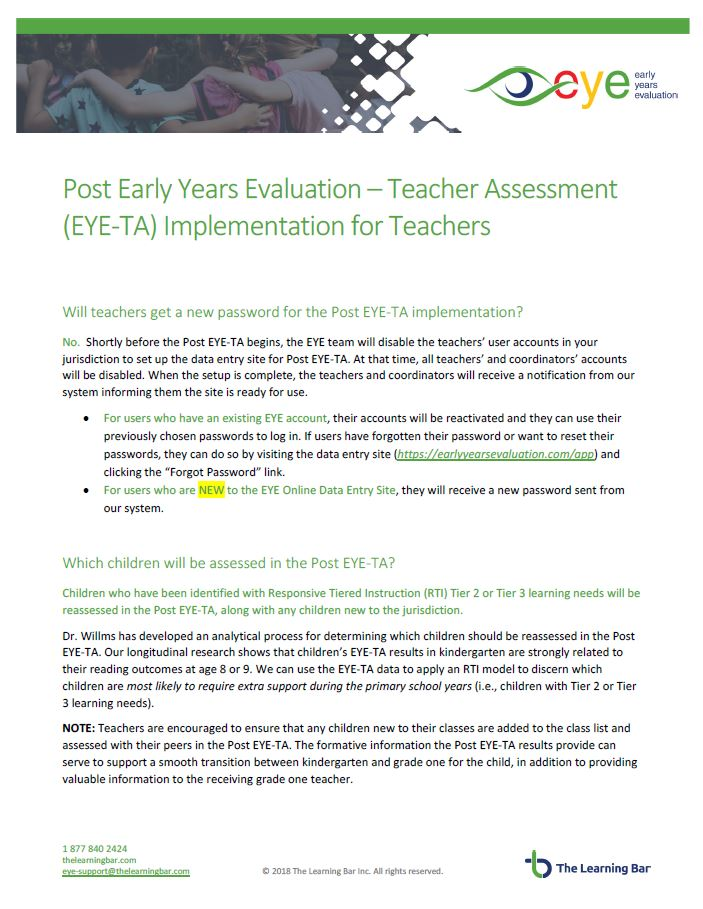 eye
early
years
evaluation
Post Early Years Evaluation – Teacher Assessment
(EYE-TA) Implementation for Teachers
Will teachers get a new password for the Post EYE-TA implementation?
No. Shortly before the Post EYE-TA begins, the EYE team will disable the teachers’ user accounts in your
jurisdiction to set up the data entry site for Post EYE-TA. At that time, all teachers’ and coordinators’ accounts
will be disabled. When the setup is complete, the teachers and coordinators will receive a notification from our
system informing them the site is ready for use.
• For users who have an existing EYE account, their accounts will be reactivated and they can use their
previously chosen passwords to log in. If users have forgotten their password or want to reset their
passwords, they can do so by visiting the data entry site (https://earlyyearsevaluation.com/app) and
clicking the “Forgot Password” link.
• For users who are NEW to the EYE Online Data Entry Site, they will receive a new password sent from
our system.
Which children will be assessed in the Post EYE-TA?
Children who have been identified with Responsive Tiered Instruction (RTI) Tier 2 or Tier 3 learning needs will be
reassessed in the Post EYE-TA, along with any children new to the jurisdiction.
Dr. Willms has developed an analytical process for determining which children should be reassessed in the Post
EYE-TA. Our longitudinal research shows that children’s EYE-TA results in kindergarten are strongly related to
their reading outcomes at age 8 or 9. We can use the EYE-TA data to apply an RTI model to discern which
children are most likely to require extra support during the primary school years (i.e., children with Tier 2 or Tier
3 learning needs).
NOTE: Teachers are encouraged to ensure that any children new to their classes are added to the class list and
assessed with their peers in the Post EYE-TA. The formative information the Post EYE-TA results provide can
serve to support a smooth transition between kindergarten and grade one for the child, in addition to providing
valuable information to the receiving grade one teacher.
1 877 840 2424
thelearningbar.com
eye-support@thelearningbar.com
© 2018 The Learning Bar Inc. All rights reserved.
The Learning Bar